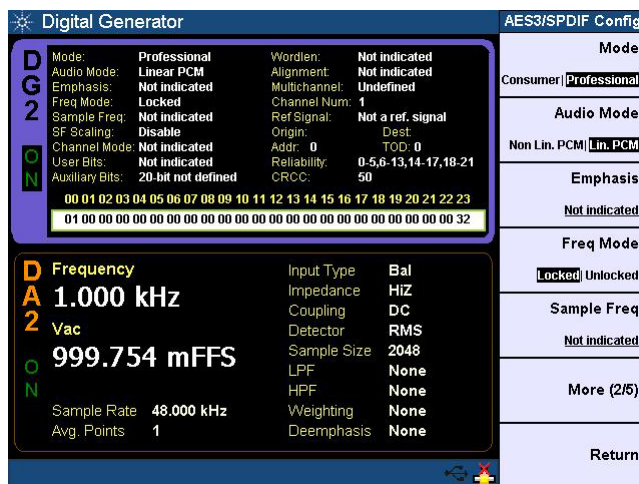 Digital Generator
AES3/SPDIF Config
DG2
ON
Mode: Professional Wordlen: Not indicated
Audio Mode: Linear PCM Alignment: Not indicated
Emphasis: Not indicated Multichannel: Undefined
Freq Mode: Locked Channel Num: 1
Sample Freq: Not indicated Ref Signal: Not a ref. signal
SF Scaling: Disable Origin: Dest:
Channel Mode: Not indicated Addr: 0 TOD: 0
User Bits: Not indicated Reliability: 0-5,6-13,14-17,18-21
Auxiliary Bits: 20-bit not defined CRCC: 50
00 01 02 03 04 05 06 07 08 09 10 11 12 13 14 15 16 17 18 19 20 21 22 23
01 00 00 00 00 00 00 00 00 00 00 00 00 00 00 00 00 00 00 00 00 00 00 32
DA2
ON
Frequency
1.000 kHz
Vac
999.754 mFFS
Sample Rate 48.000 kHz
Avg. Points 1
Input Type Bal
Impedance HiZ
Coupling DC
Detector RMS
Sample Size 2048
LPF None
HPF None
Weighting None
Deemphasis None
Mode
Consumer| Professional
Audio Mode
Non Lin. PCM| Lin. PCM
Emphasis
Not indicated
Freq Mode
Locked| Unlocked
Sample Freq
Not indicated
More (2/5)
Return